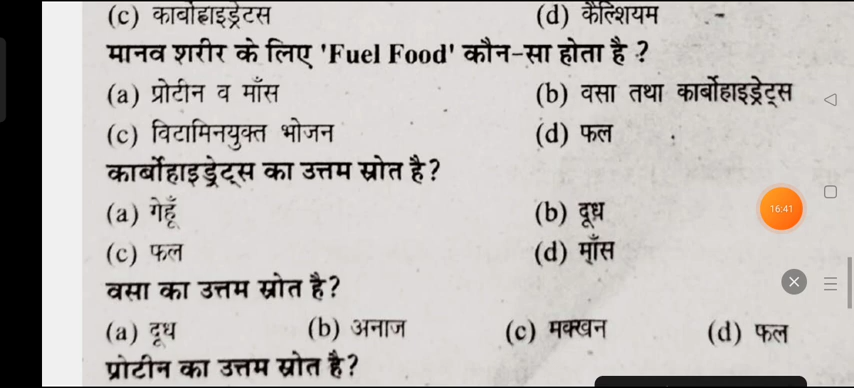 (c) कार्बोहाइड्रेटस (d) कैल्शियम
मानव शरीर के लिए 'Fuel Food' कौन-सा होता है ?
(a) प्रोटीन व माँस (b) वसा तथा कार्बोहाइड्रेट्स
(c) विटामिनयुक्त भोजन (d) फल
कार्बोहाइड्रेट्स का उत्तम स्रोत है?
(a) गेहूँ (b) दूध
16:41
(c) फल (d) माँस
वसा का उत्तम स्रोत है?
(a) दूध (b) अनाज (c) मक्खन (d) फल
प्रोटीन का उत्तम स्रोत है?